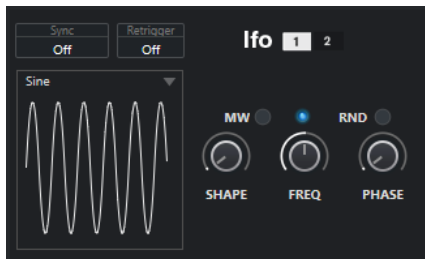 Sync
Off
Retrigger
Off
lfo
1
2
Sine
MW
RND
SHAPE
FREQ
PHASE